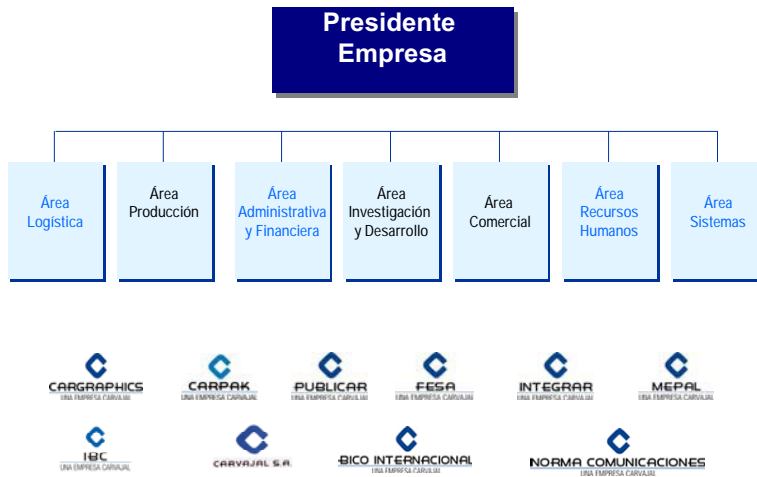 Presidente
Empresa
Área
Logística
Área
Producción
Área
Administrativa
y Financiera
Área
Investigación
y Desarrollo
Área
Comercial
Área
Recursos
Humanos
Área
Sistemas
CARGRAPHICS
UNA EMPRESA CARVAJAL
CARPAK
UNA EMPRESA CARVAJAL
PUBLICAR
UNA EMPRESA CARVAJAL
FESA
UNA EMPRESA CARVAJAL
INTEGRAR
UNA EMPRESA CARVAJAL
MEPAL
UNA EMPRESA CARVAJAL
IBC
UNA EMPRESA CARVAJAL
CARVAJAL S.A.
BICO INTERNACIONAL
UNA EMPRESA CARVAJAL
NORMA COMUNICACIONES
UNA EMPRESA CARVAJAL